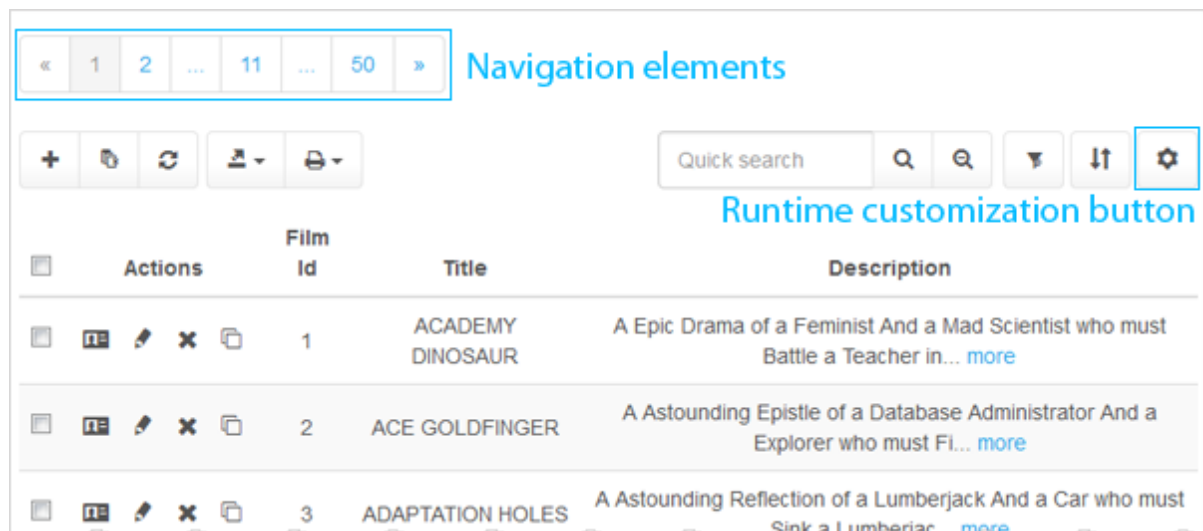 « 1 2 ... 11 ... 50 » Navigation elements
Quick search
Runtime customization button
Actions Film Id Title Description
1 ACADEMY DINOSAUR A Epic Drama of a Feminist And a Mad Scientist who must
Battle a Teacher in... more
2 ACE GOLDFINGER A Astounding Epistle of a Database Administrator And a
Explorer who must Fi... more
3 ADAPTATION HOLES A Astounding Reflection of a Lumberjack And a Car who must
Sink a Lumberjac... more